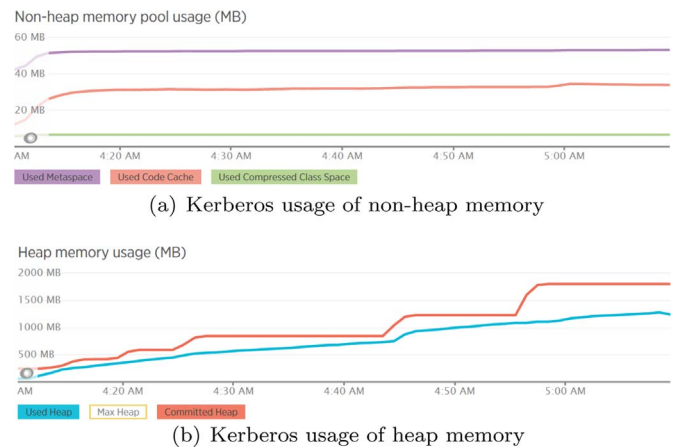 Non-heap memory pool usage (MB)
60 MB
40 MB
20 MB
AM 4:20 AM 4:30 AM 4:40 AM 4:50 AM 5:00 AM
Used Metaspace Used Code Cache Used Compressed Class Space
(a) Kerberos usage of non-heap memory
Heap memory usage (MB)
2000 MB
1500 MB
1000 MB
500 MB
AM 4:20 AM 4:30 AM 4:40 AM 4:50 AM 5:00 AM
Used Heap Max Heap Committed Heap
(b) Kerberos usage of heap memory